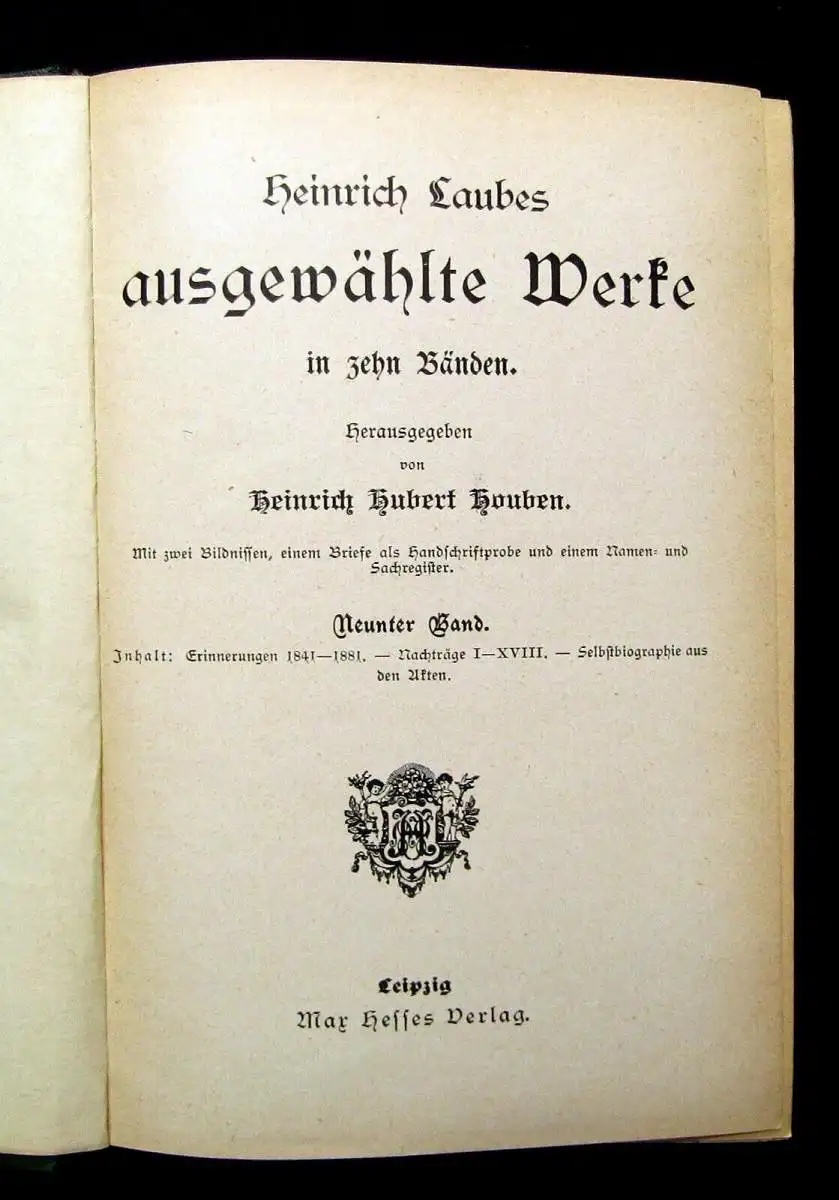 Heinrich Laubes
ausgewählte Werke
in zehn Bänden.
Herausgegeben
von
Heinrich Hubert Houben.
Mit zwei Bildnissen, einem Briefe als Handschriftprobe und einem Namen- und
Sachregister.
Neunter Band.
Inhalt: Erinnerungen 1841—1881. — Nachträge I—XVIII. — Selbstbiographie aus
den Akten.
Leipzig
Max Hesses Verlag.